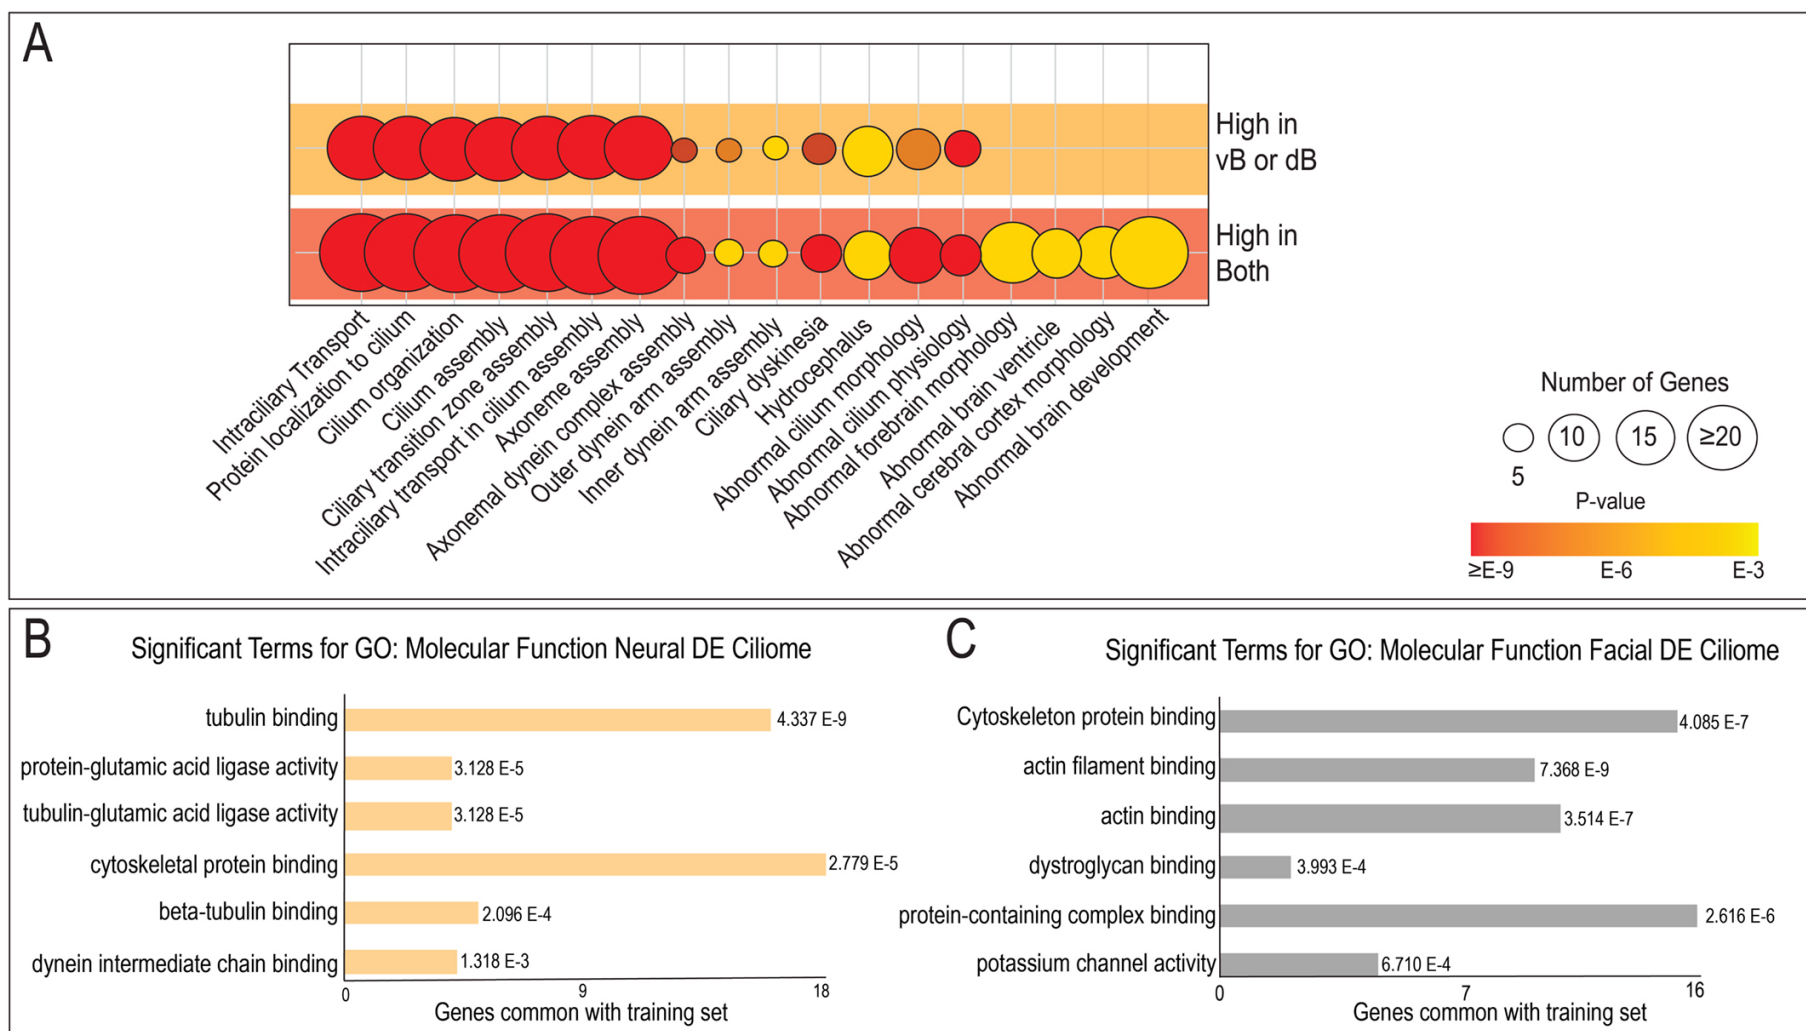 A
High in
vB or dB
High in
Both
Intraciliary Transport
Protein localization to cilium
Cilium organization
Cilium assembly
Ciliary transition zone assembly
Intraciliary transport in cilium assembly
Axoneme assembly
Axonemal dynein complex assembly
Outer dynein arm assembly
Inner dynein arm assembly
Ciliary dyskinesia
Hydrocephalus
Abnormal cilium morphology
Abnormal cilium physiology
Abnormal forebrain morphology
Abnormal brain ventricle
Abnormal cerebral cortex morphology
Abnormal brain development
Number of Genes
10 15 ≥20
5
P-value
≥E-9 E-6 E-3
B
Significant Terms for GO: Molecular Function Neural DE Ciliome
tubulin binding 4.337 E-9
protein-glutamic acid ligase activity 3.128 E-5
tubulin-glutamic acid ligase activity 3.128 E-5
cytoskeletal protein binding 2.779 E-5
beta-tubulin binding 2.096 E-4
dynein intermediate chain binding 1.318 E-3
0 9 18
Genes common with training set
C
Significant Terms for GO: Molecular Function Facial DE Ciliome
Cytoskeleton protein binding 4.085 E-7
actin filament binding 7.368 E-9
actin binding 3.514 E-7
dystroglycan binding 3.993 E-4
protein-containing complex binding 2.616 E-6
potassium channel activity 6.710 E-4
0 7 16
Genes common with training set